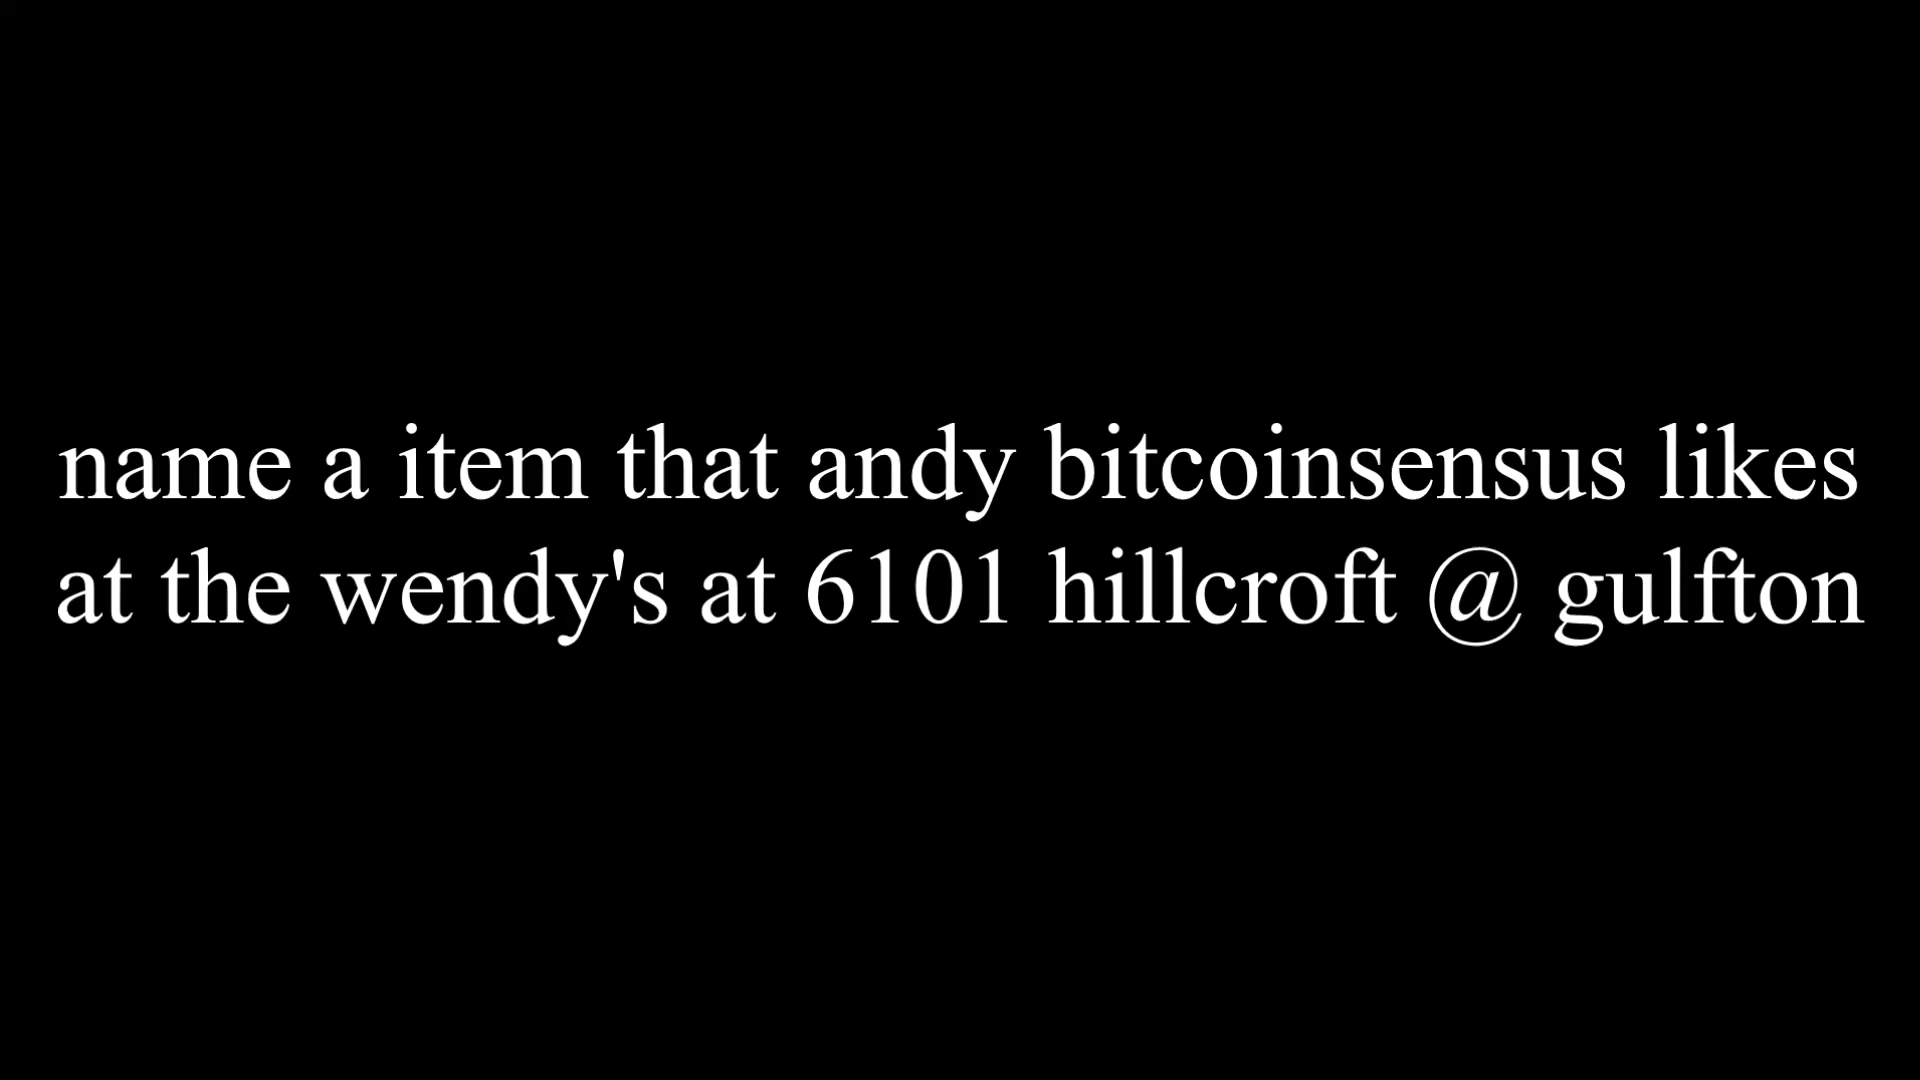 name a item that andy bitcoinsensus likes
at the wendy's at 6101 hillcroft @ gulfton